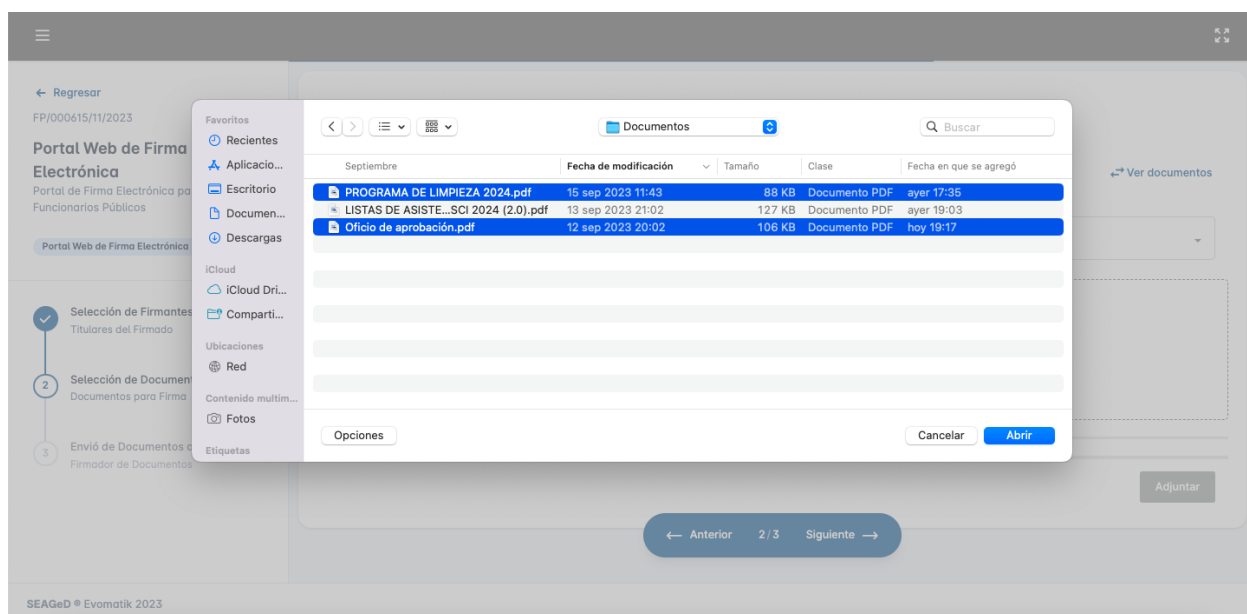 ← Regresar
FP/000615/11/2023
Portal Web de Firma
Electrónica
Portal de Firma Electrónica pa
Funcionarios Públicos
Portal Web de Firma Electrónica
Selección de Firmantes
Titulares del Firmado
2
Selección de Document
Documentos para Firma
3
Envió de Documentos a
Firmador de Documentos
Favoritos
Recientes
Aplicacio...
Escritorio
Documen...
Descargas
iCloud
iCloud Dri...
Comparti...
Ubicaciones
Red
Contenido multim...
Fotos
Etiquetas
Documentos
Buscar
Septiembre Fecha de modificación Tamaño Clase Fecha en que se agregó
PROGRAMA DE LIMPIEZA 2024.pdf 15 sep 2023 11:43 88 KB Documento PDF ayer 17:35
LISTAS DE ASISTE...SCI 2024 (2.0).pdf 13 sep 2023 21:02 127 KB Documento PDF ayer 19:03
Oficio de aprobación.pdf 12 sep 2023 20:02 106 KB Documento PDF hoy 19:17
Opciones Cancelar Abrir
Ver documentos
Adjuntar
← Anterior 2/3 Siguiente →
SEAGeD ® Evomatik 2023